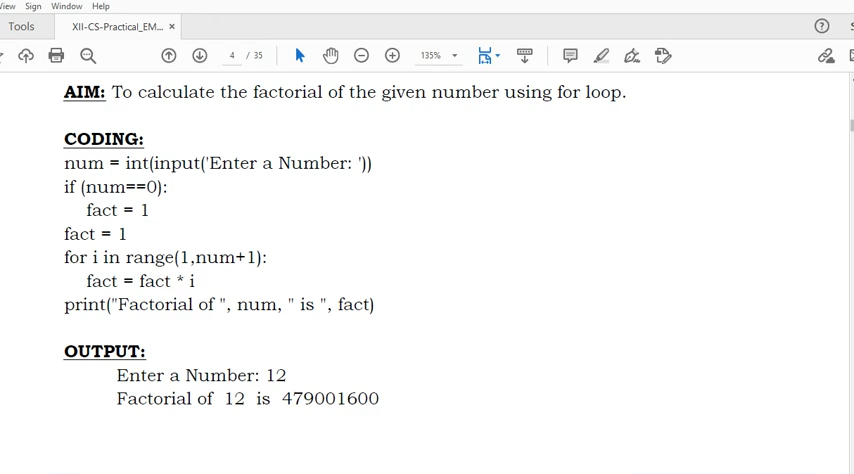 View Sign Window Help
Tools XII-CS-Practical_EM... ×
4 / 35 135%
AIM: To calculate the factorial of the given number using for loop.
CODING:
num = int(input('Enter a Number: '))
if (num==0):
fact = 1
fact = 1
for i in range(1,num+1):
fact = fact * i
print("Factorial of ", num, " is ", fact)
OUTPUT:
Enter a Number: 12
Factorial of 12 is 479001600